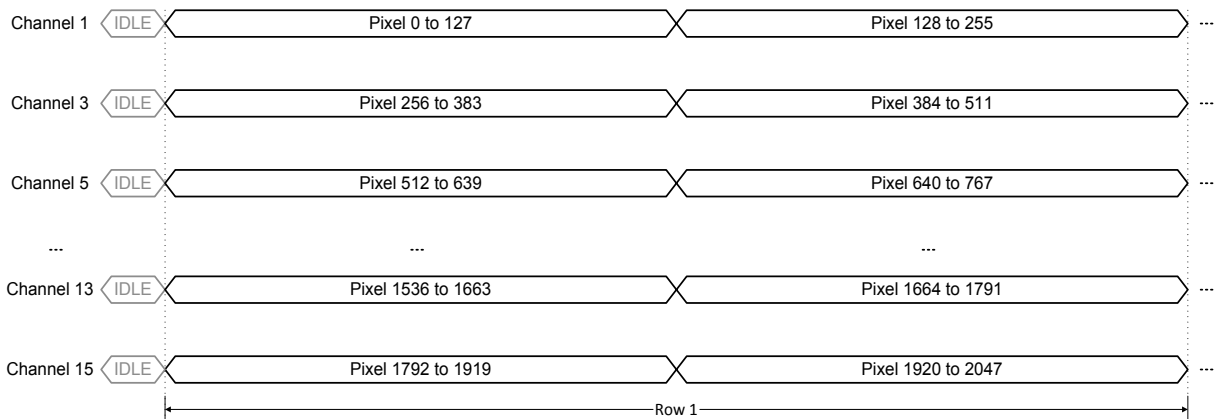 Channel 1 IDLE Pixel 0 to 127 Pixel 128 to 255 ...
Channel 3 IDLE Pixel 256 to 383 Pixel 384 to 511 ...
Channel 5 IDLE Pixel 512 to 639 Pixel 640 to 767 ...
... ... ...
Channel 13 IDLE Pixel 1536 to 1663 Pixel 1664 to 1791 ...
Channel 15 IDLE Pixel 1792 to 1919 Pixel 1920 to 2047 ...
Row 1